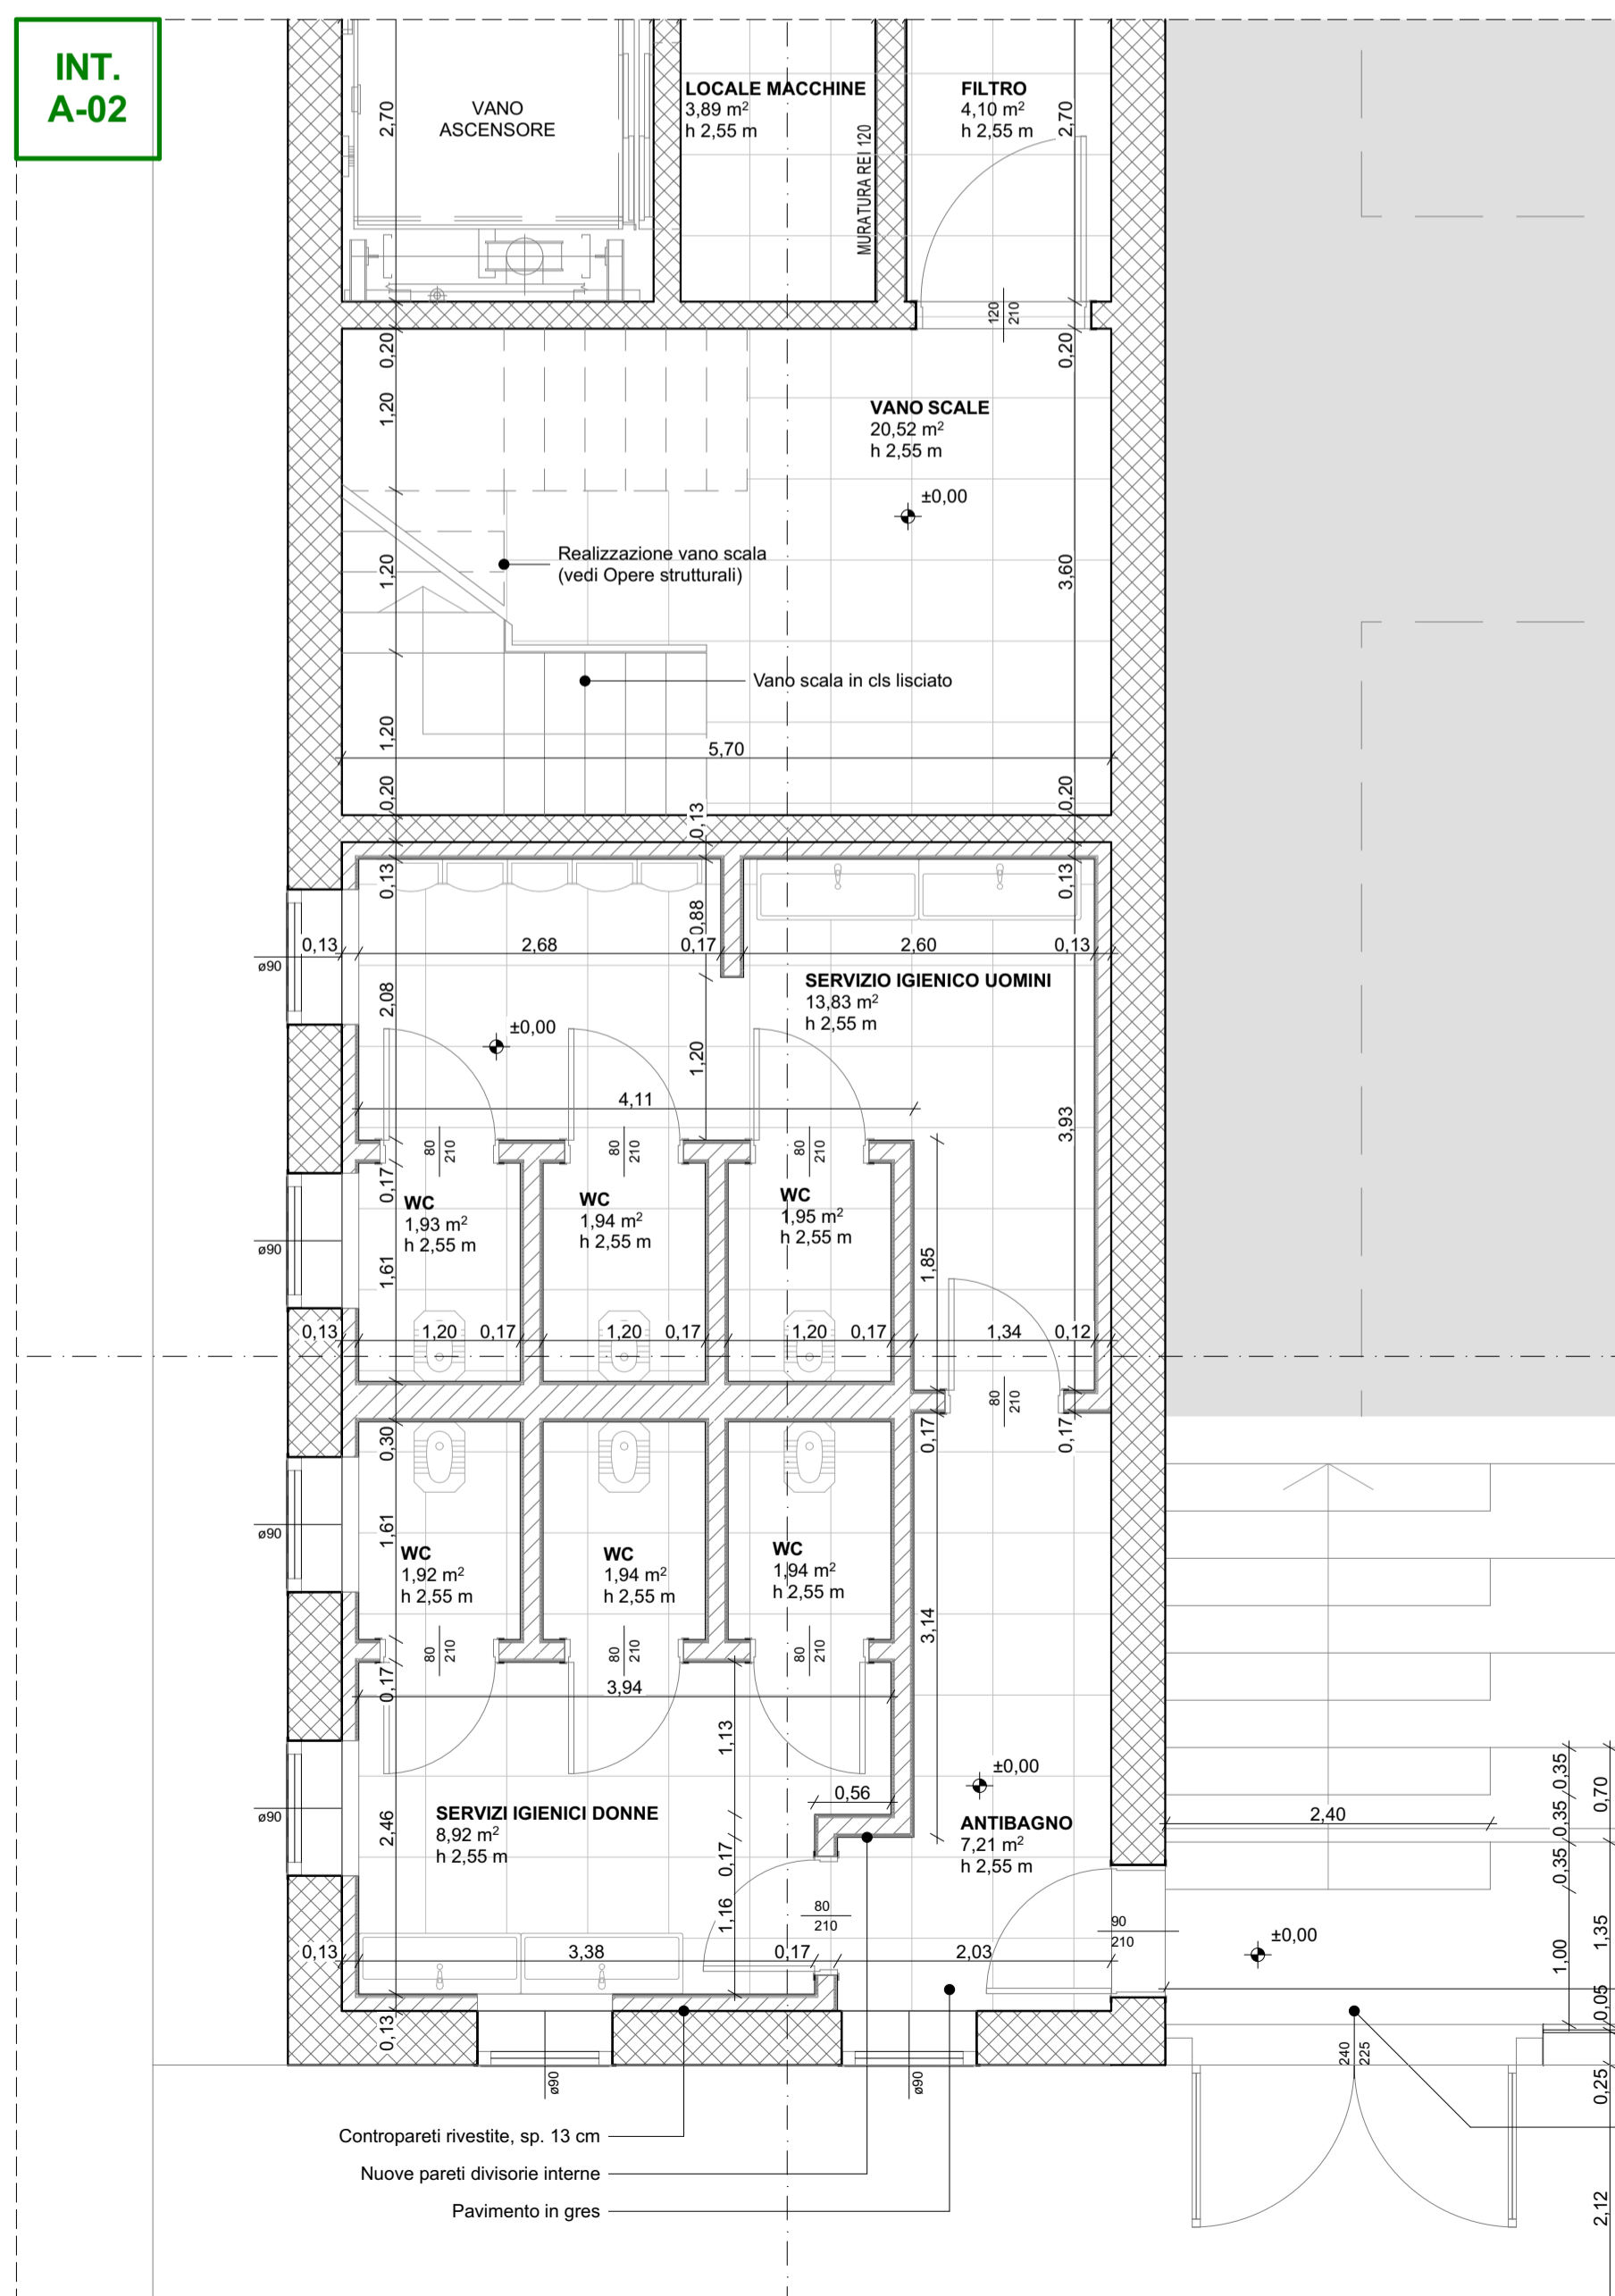 INT.
A-02
VANO
ASCENSORE
2,70
LOCALE MACCHINE
3,89 m²
h 2,55 m
MURATURA REI 120
FILTRO
4,10 m²
h 2,55 m
2,70
120
210
0,20
0,20
1,20
VANO SCALE
20,52 m²
h 2,55 m
±0,00
Realizzazione vano scala
(vedi Opere strutturali)
1,20
3,60
Vano scala in cls lisciato
1,20
5,70
0,20
0,13
0,20
0,13
0,88
0,13
0,13
2,68
0,17
2,60
0,13
ø90
SERVIZIO IGIENICO UOMINI
13,83 m²
h 2,55 m
2,08
±0,00
1,20
4,11
3,93
80
210
80
210
80
210
0,17
WC
1,93 m²
h 2,55 m
WC
1,94 m²
h 2,55 m
WC
1,95 m²
h 2,55 m
ø90
1,61
1,85
0,13
1,20
0,17
1,20
0,17
1,20
0,17
1,34
0,12
80
210
0,30
0,17
0,17
ø90
1,61
WC
1,92 m²
h 2,55 m
WC
1,94 m²
h 2,55 m
WC
1,94 m²
h 2,55 m
3,14
80
210
80
210
80
210
0,17
3,94
1,13
±0,00
0,56
ø90
SERVIZI IGIENICI DONNE
8,92 m²
h 2,55 m
2,46
0,17
ANTIBAGNO
7,21 m²
h 2,55 m
2,40
0,35
0,35
0,35
0,70
1,16
80
210
90
210
±0,00
0,13
3,38
0,17
2,03
1,00
1,35
0,05
0,13
240
225
ø90
ø90
0,25
Contropareti rivestite, sp. 13 cm
Nuove pareti divisorie interne
Pavimento in gres
2,12